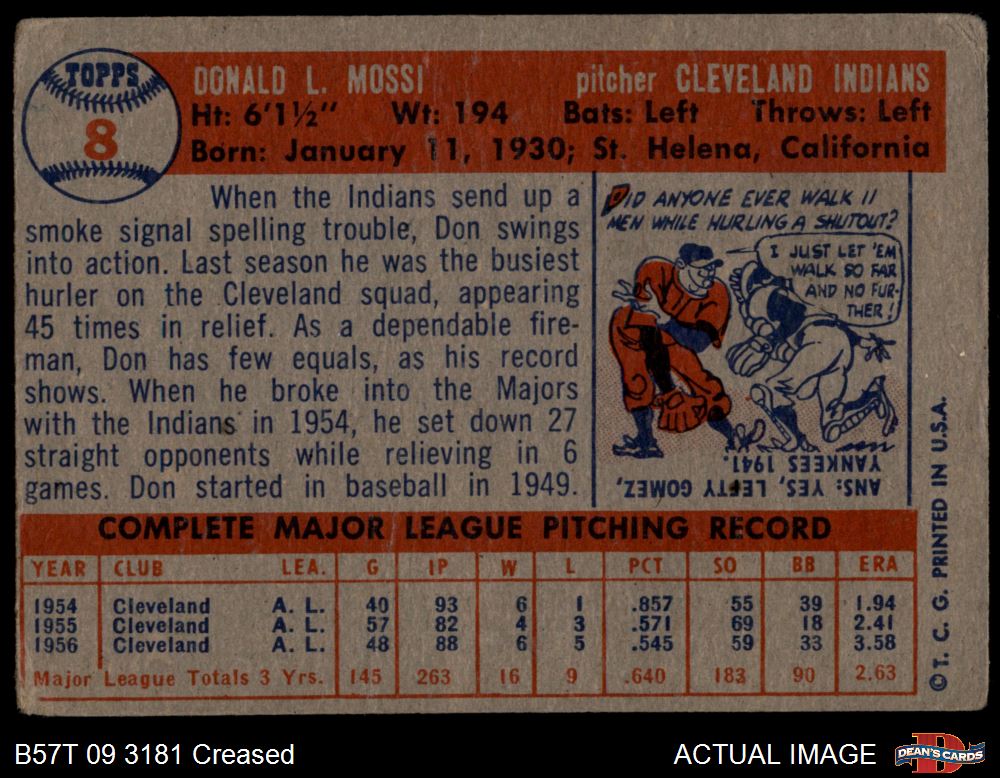 TOPPS
8
DONALD L. MOSSI pitcher CLEVELAND INDIANS
Ht: 6'1½" Wt: 194 Bats: Left Throws: Left
Born: January 11, 1930; St. Helena, California
When the Indians send up a
smoke signal spelling trouble, Don swings
into action. Last season he was the busiest
hurler on the Cleveland squad, appearing
45 times in relief. As a dependable fire-
man, Don has few equals, as his record
shows. When he broke into the Majors
with the Indians in 1954, he set down 27
straight opponents while relieving in 6
games. Don started in baseball in 1949.
DID ANYONE EVER WALK 11
MEN WHILE HURLING A SHUTOUT?
I JUST LET 'EM
WALK SO FAR
AND NO FUR-
THER!
ANS: YES, LEFTY GOMEZ,
YANKEES 1941.
COMPLETE MAJOR LEAGUE PITCHING RECORD
YEAR CLUB LEA. G IP W L PCT SO BB ERA
1954 Cleveland A. L. 40 93 6 1 .857 55 39 1.94
1955 Cleveland A. L. 57 82 4 3 .571 69 18 2.41
1956 Cleveland A. L. 48 88 6 5 .545 59 33 3.58
Major League Totals 3 Yrs. 145 263 16 9 .640 183 90 2.63
© T. C. G. PRINTED IN U.S.A.
B57T 09 3181 Creased ACTUAL IMAGE
DEAN'S CARDS